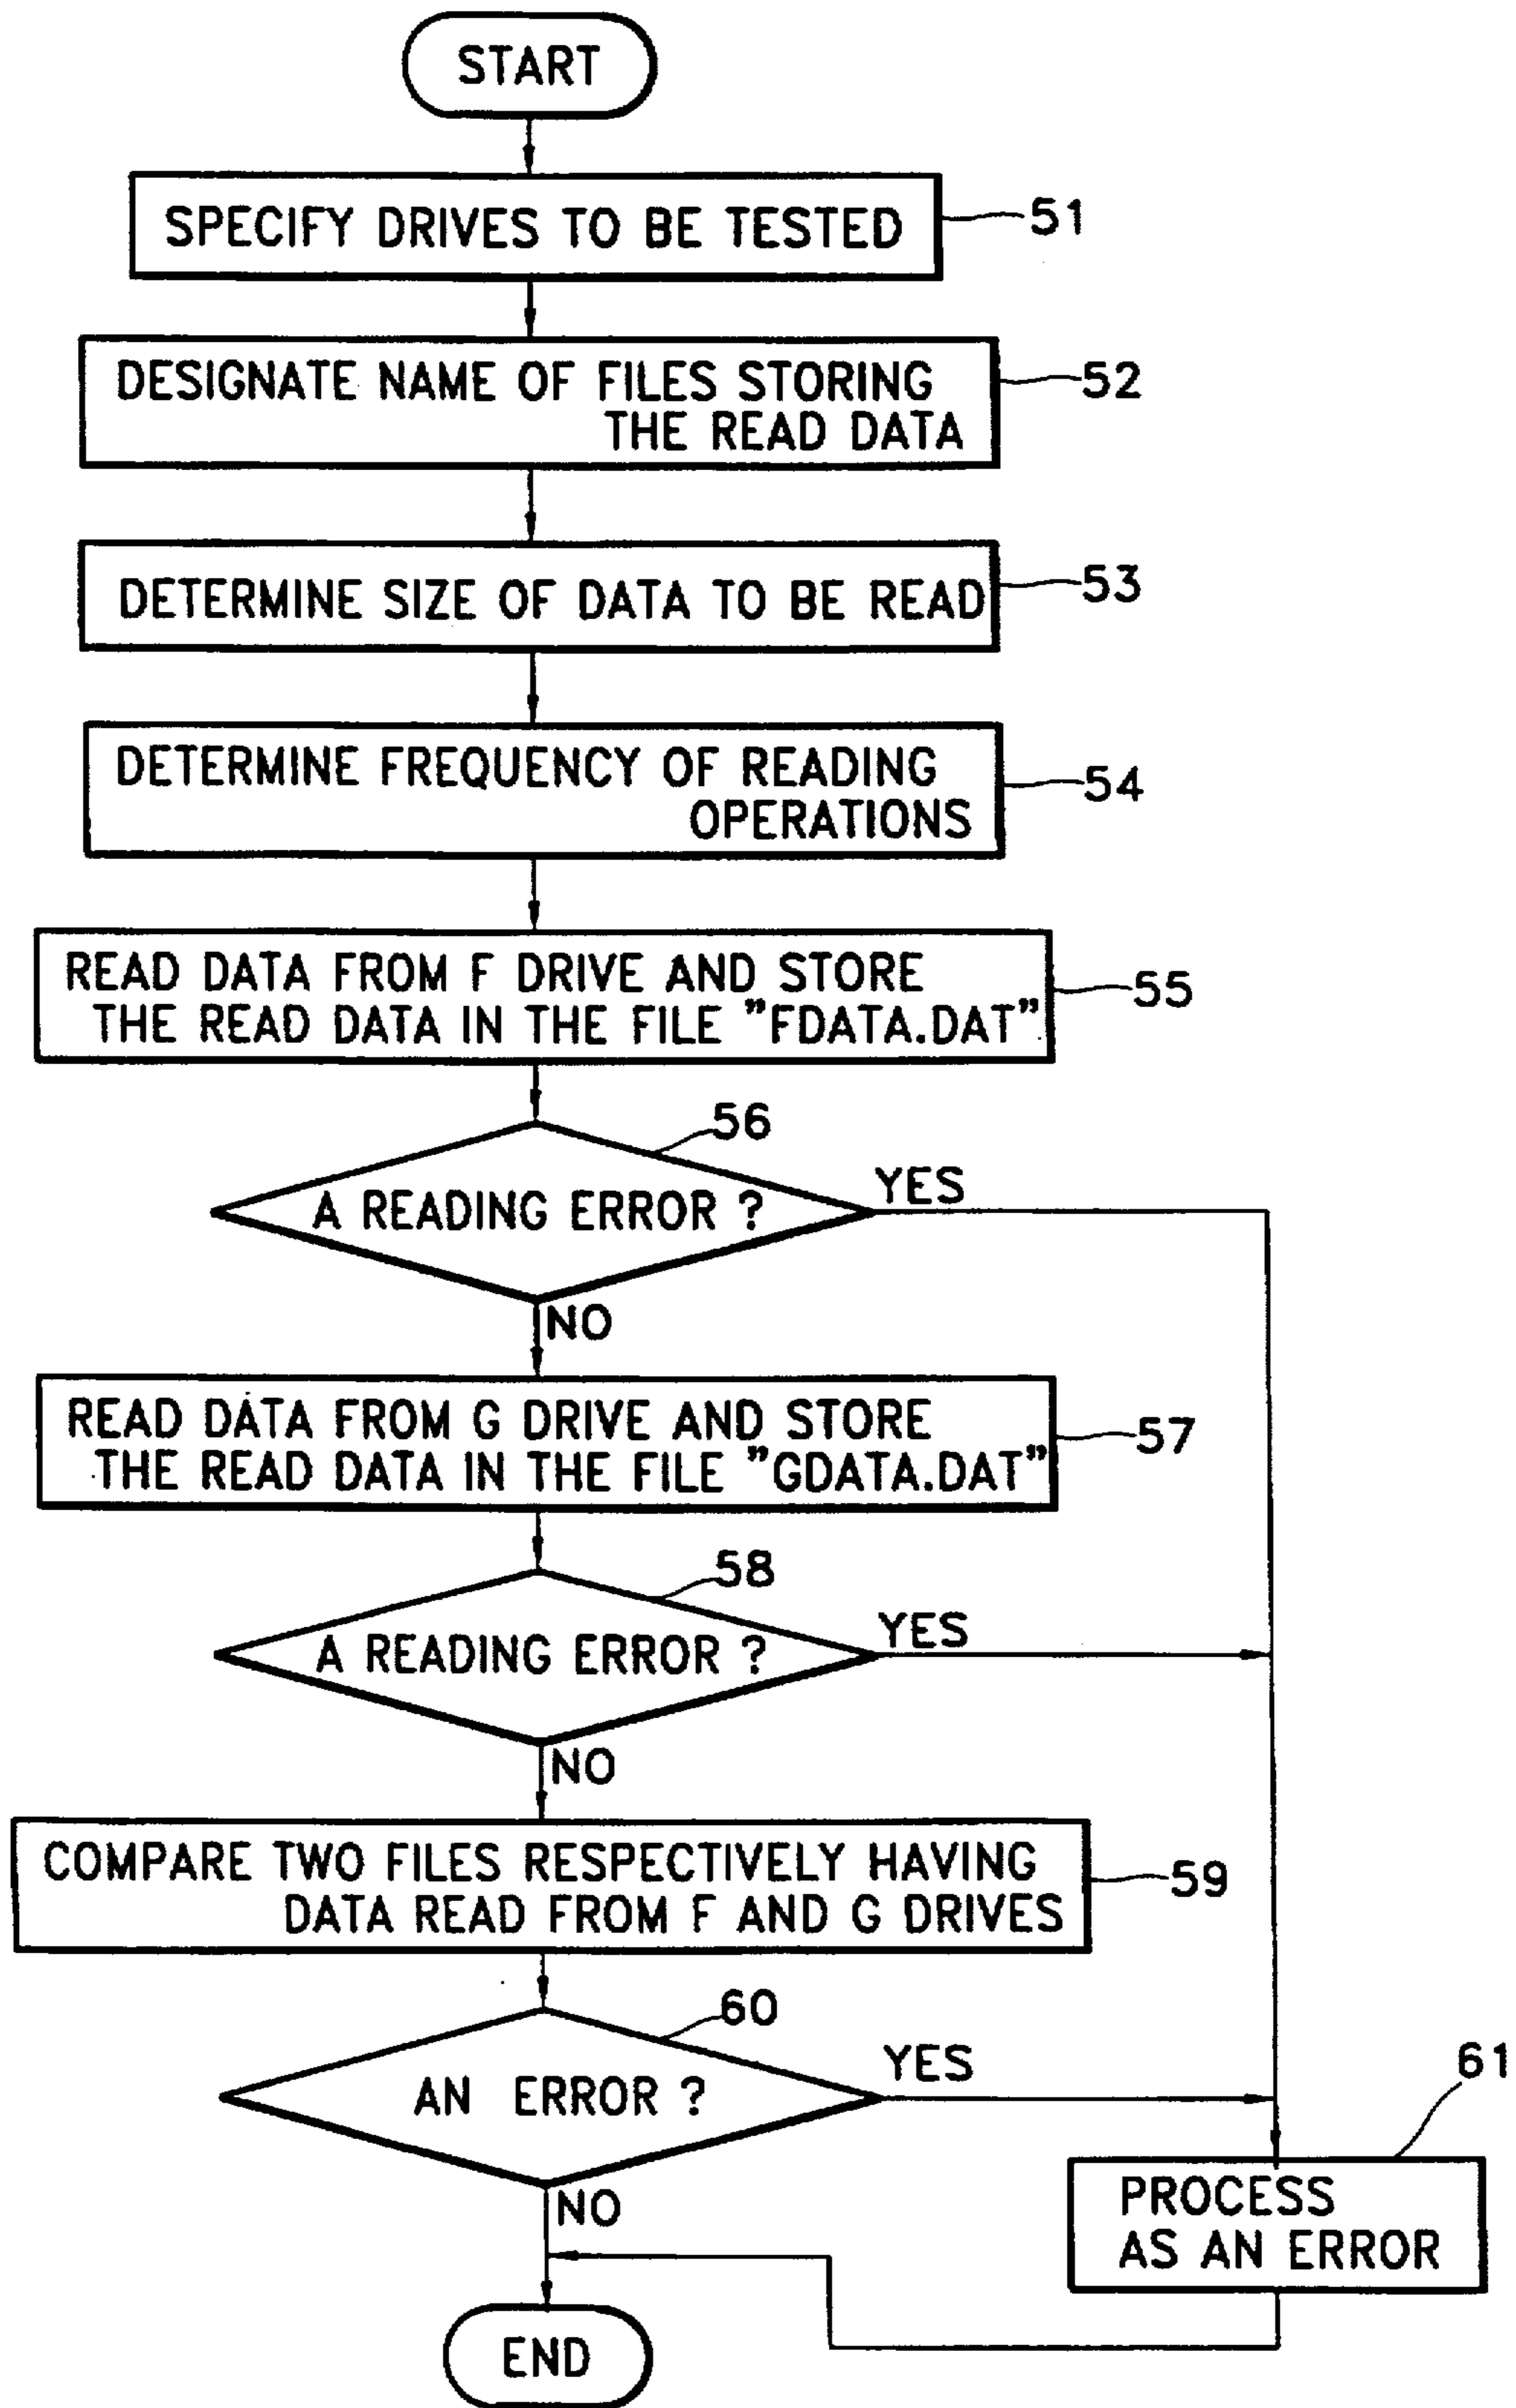 START
SPECIFY DRIVES TO BE TESTED
51
DESIGNATE NAME OF FILES STORING
THE READ DATA
52
DETERMINE SIZE OF DATA TO BE READ
53
DETERMINE FREQUENCY OF READING
OPERATIONS
54
READ DATA FROM F DRIVE AND STORE
THE READ DATA IN THE FILE "FDATA.DAT"
55
56
A READING ERROR ?
YES
NO
READ DATA FROM G DRIVE AND STORE
THE READ DATA IN THE FILE "GDATA.DAT"
57
58
A READING ERROR ?
YES
NO
COMPARE TWO FILES RESPECTIVELY HAVING
DATA READ FROM F AND G DRIVES
59
60
AN ERROR ?
YES
NO
61
PROCESS
AS AN ERROR
END